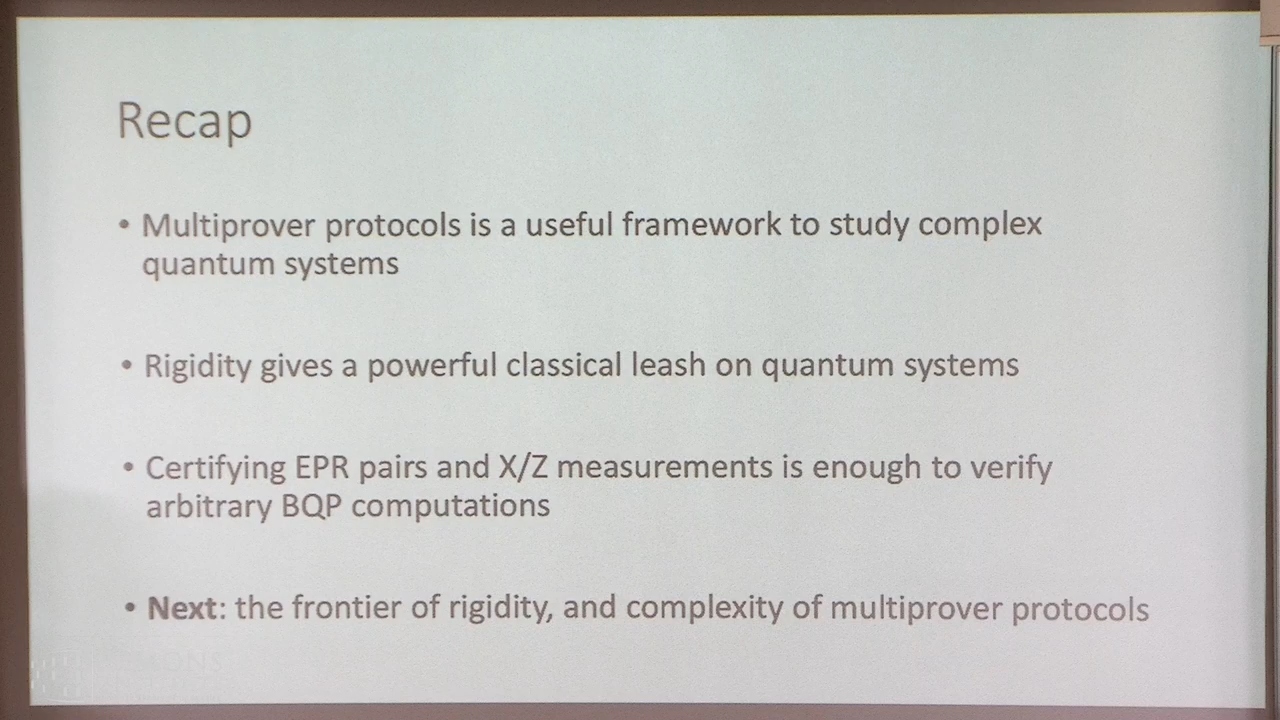 Recap
• Multiprover protocols is a useful framework to study complex
quantum systems
• Rigidity gives a powerful classical leash on quantum systems
• Certifying EPR pairs and X/Z measurements is enough to verify
arbitrary BQP computations
• Next: the frontier of rigidity, and complexity of multiprover protocols